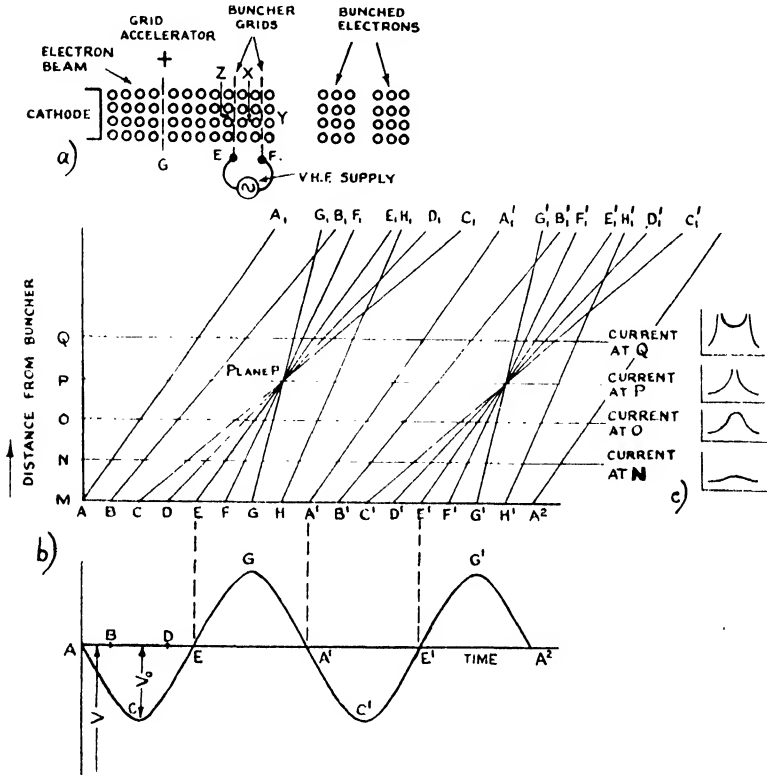 GRID
ACCELERATOR
+
BUNCHER
GRIDS
BUNCHED
ELECTRONS
ELECTRON
BEAM
Z X
CATHODE
Y
a)
G
E F.
V.H.F. SUPPLY
A₁ G₁ B₁ F₁ E₁ H₁ D₁ C₁ A₁' G₁' B₁' F₁' E₁' H₁' D₁' C₁'
DISTANCE FROM BUNCHER
Q
P
O
N
M
PLANE P
CURRENT
AT Q
CURRENT
AT P
CURRENT
AT O
CURRENT
AT N
c)
A B C D E F G H A' B' C' D' E' F' G' H' A²
b)
G G'
A B D E A' E' TIME A²
V₀
V
C C'